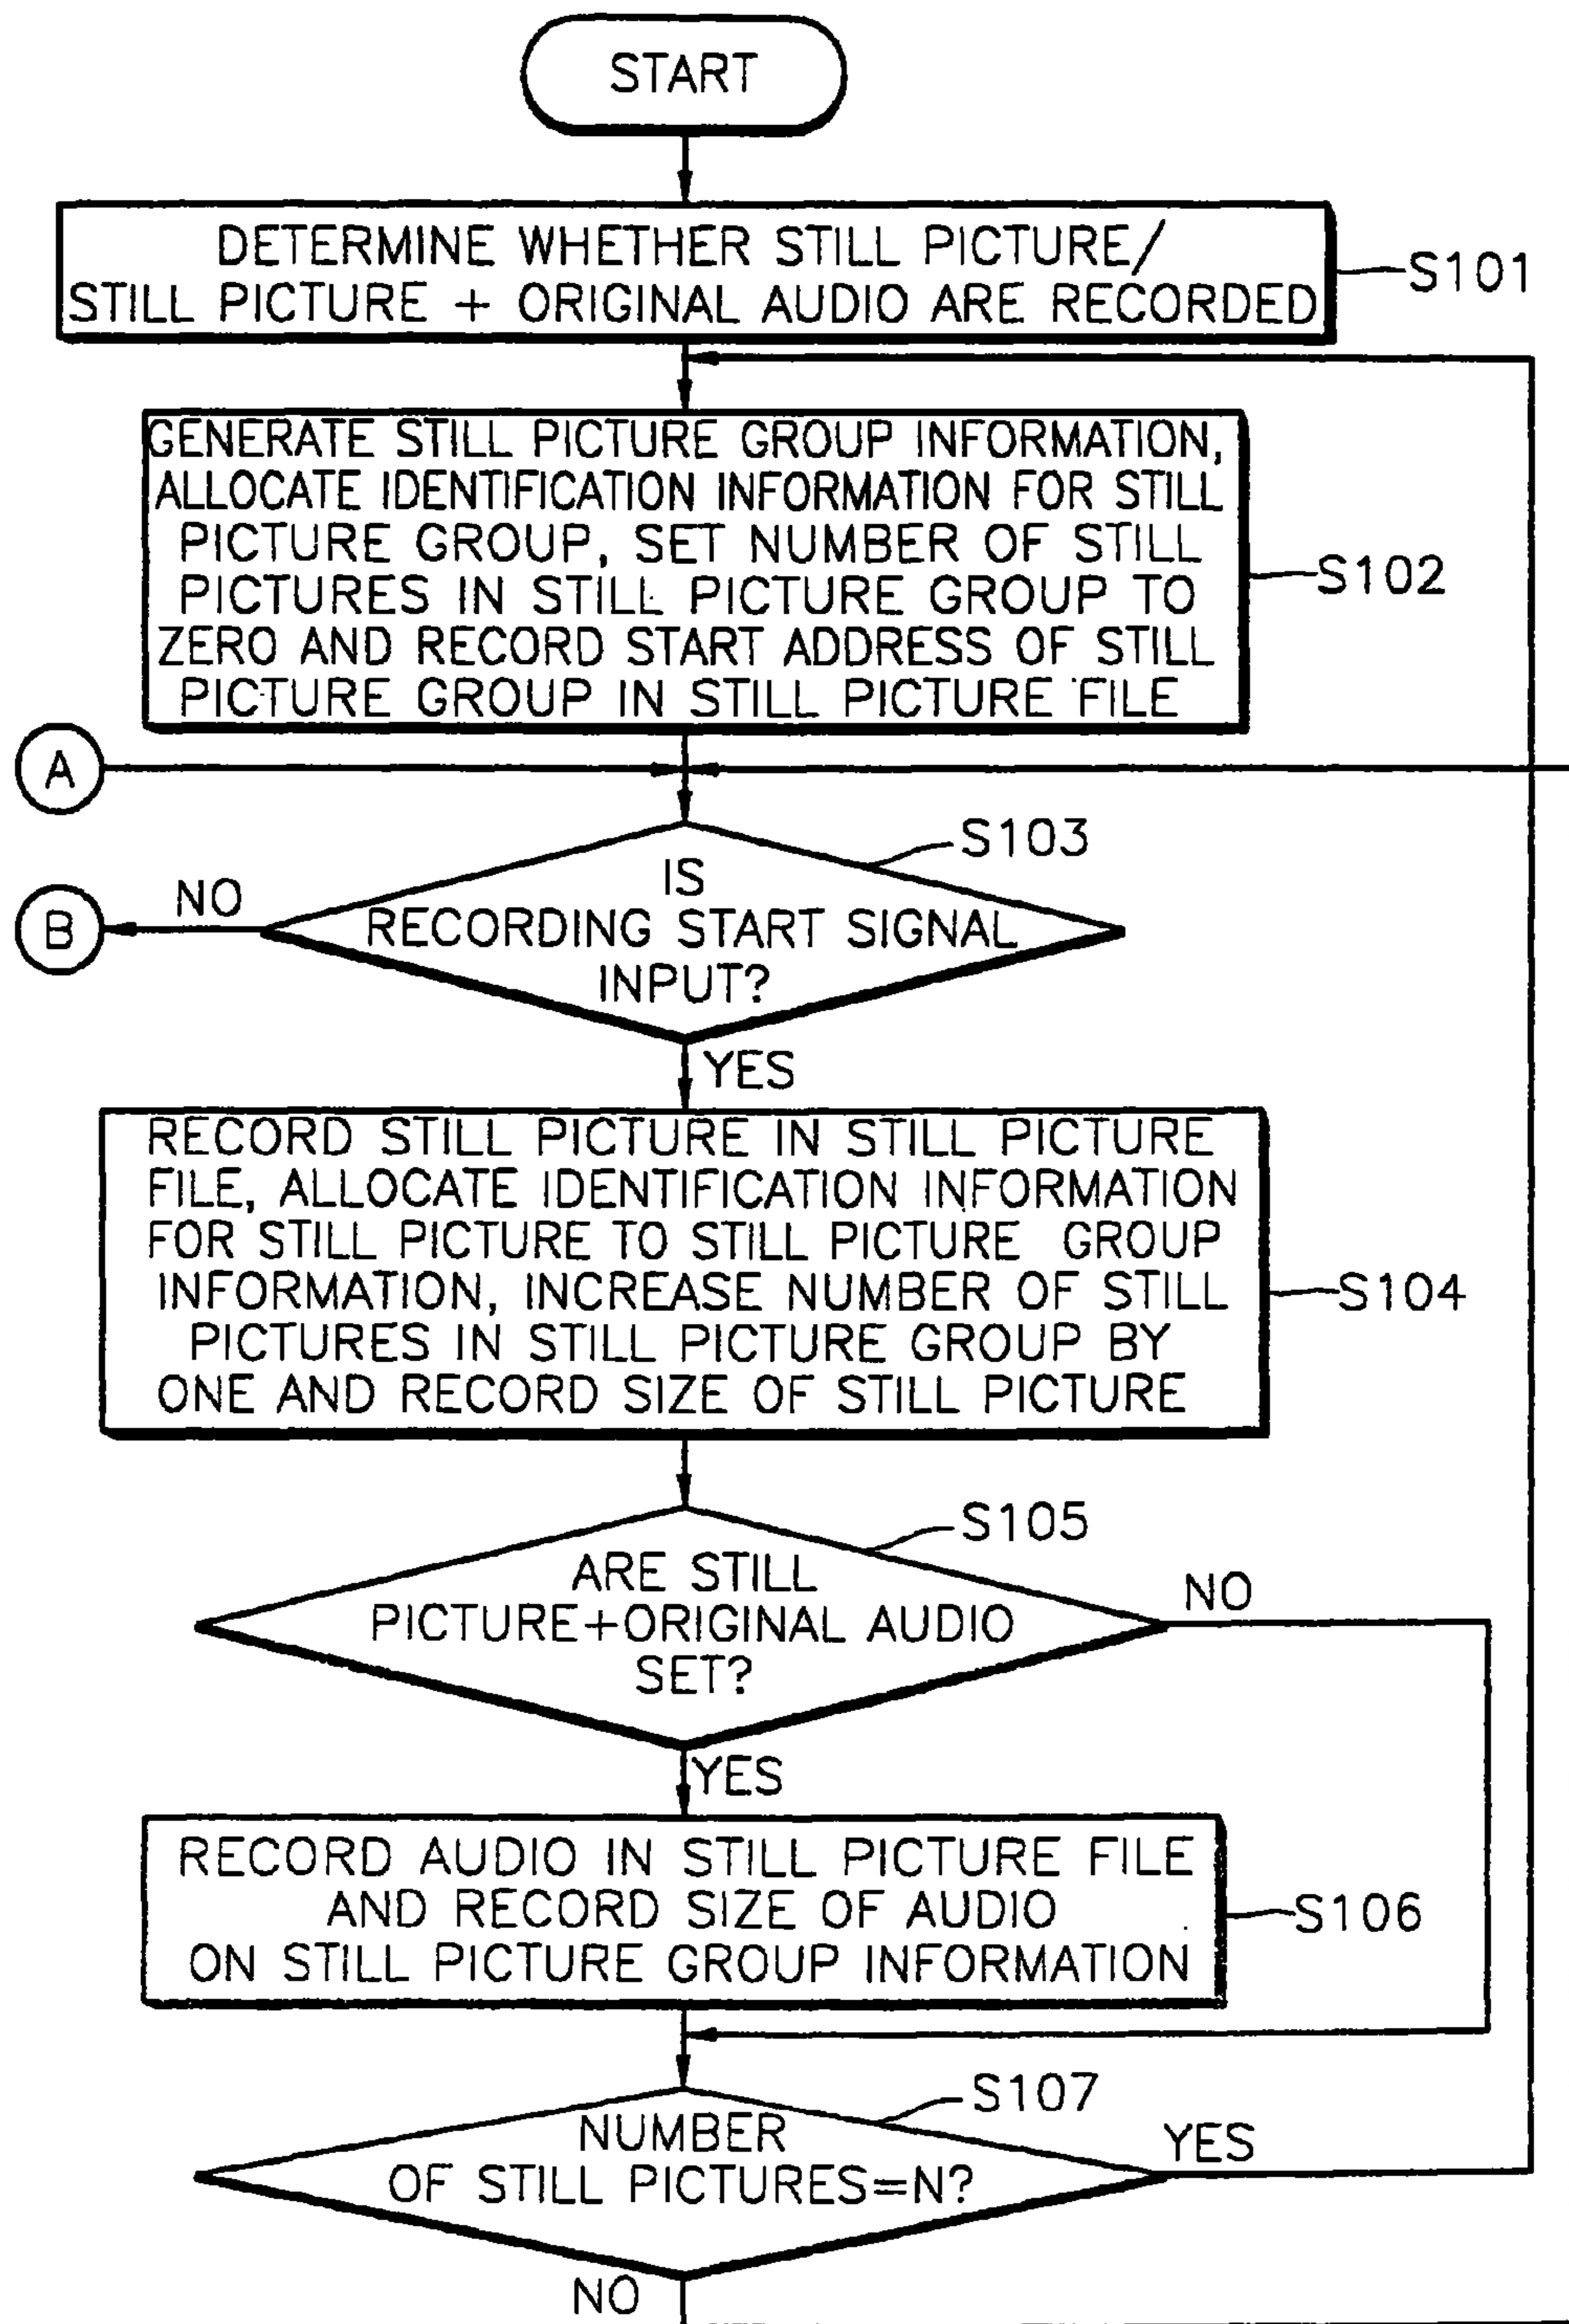 START
DETERMINE WHETHER STILL PICTURE/
STILL PICTURE + ORIGINAL AUDIO ARE RECORDED
S101
GENERATE STILL PICTURE GROUP INFORMATION,
ALLOCATE IDENTIFICATION INFORMATION FOR STILL
PICTURE GROUP, SET NUMBER OF STILL
PICTURES IN STILL PICTURE GROUP TO
ZERO AND RECORD START ADDRESS OF STILL
PICTURE GROUP IN STILL PICTURE FILE
S102
A
S103
IS
RECORDING START SIGNAL
INPUT?
NO
B
YES
RECORD STILL PICTURE IN STILL PICTURE
FILE, ALLOCATE IDENTIFICATION INFORMATION
FOR STILL PICTURE TO STILL PICTURE GROUP
INFORMATION, INCREASE NUMBER OF STILL
PICTURES IN STILL PICTURE GROUP BY
ONE AND RECORD SIZE OF STILL PICTURE
S104
S105
ARE STILL
PICTURE+ORIGINAL AUDIO
SET?
NO
YES
RECORD AUDIO IN STILL PICTURE FILE
AND RECORD SIZE OF AUDIO
ON STILL PICTURE GROUP INFORMATION
S106
S107
NUMBER
OF STILL PICTURES=N?
YES
NO